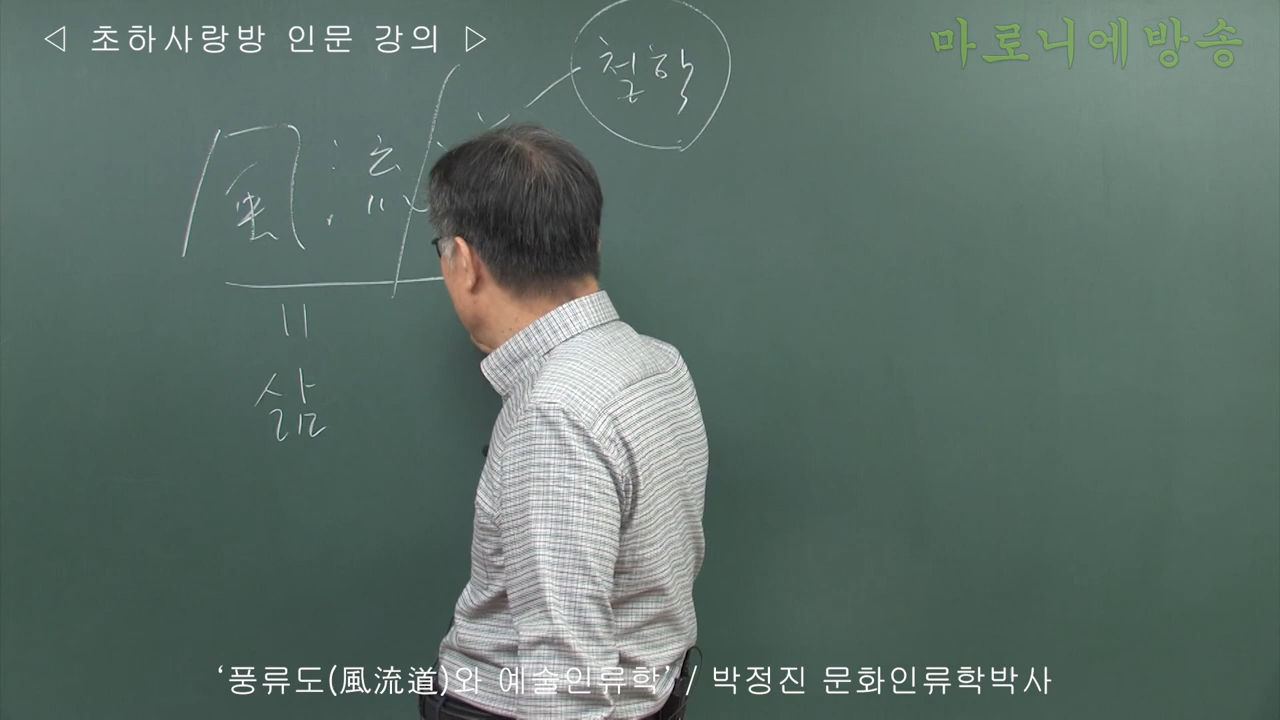 ◁ 초하사랑방 인문 강의 ▷
마로니에방송
철학
風流
삶
‘풍류도(風流道)와 예술인류학’ / 박정진 문화인류학박사